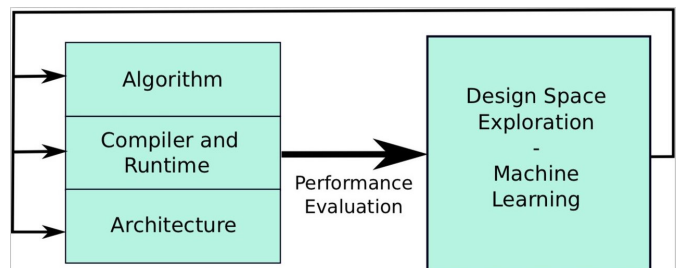 Algorithm
Compiler and
Runtime
Architecture
Performance
Evaluation
Design Space
Exploration
-
Machine
Learning